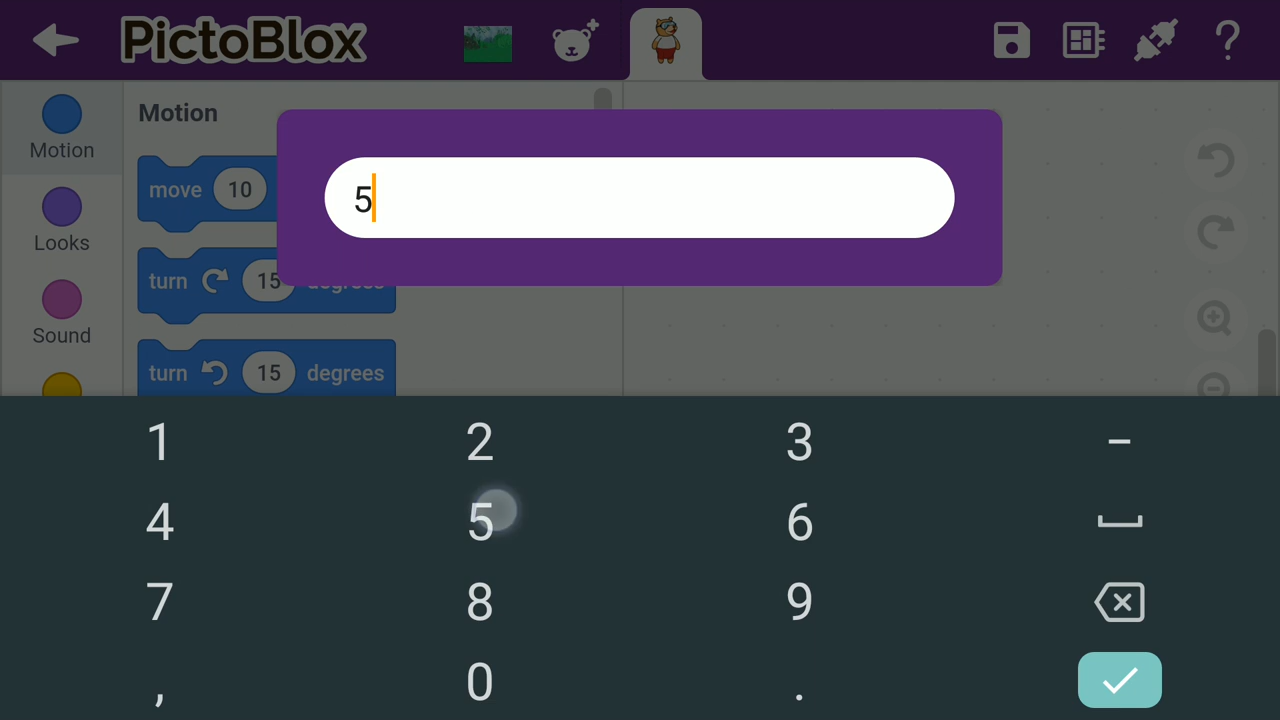 PictoBlox
?
Motion
Looks
Sound
Motion
move 10
turn 15 degrees
turn 15 degrees
5
1 2 3 –
4 5 6
7 8 9
, 0 .